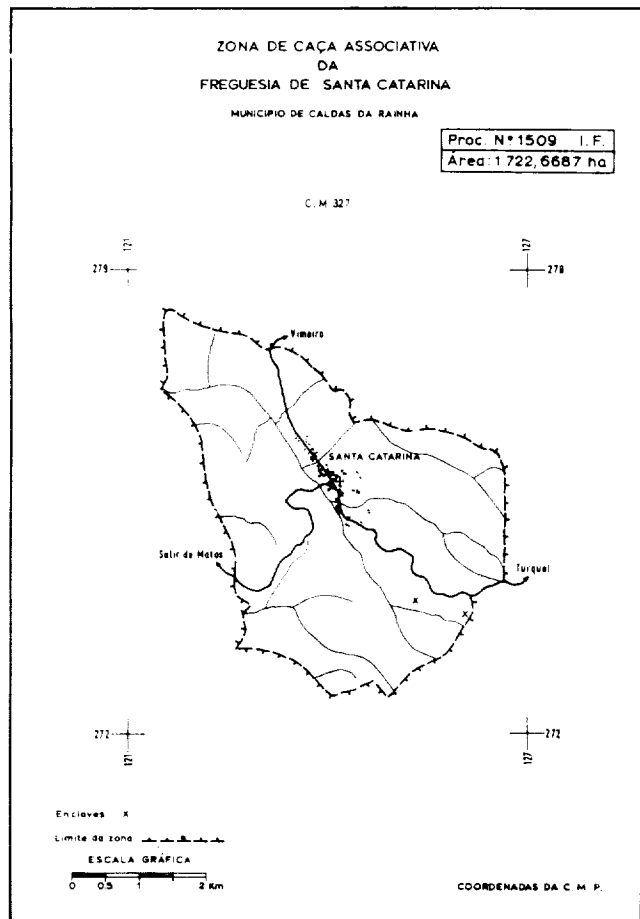 ZONA DE CAÇA ASSOCIATIVA
DA
FREGUESIA DE SANTA CATARINA
MUNICIPIO DE CALDAS DA RAINHA
Proc. Nº 1509 I.F.
Área: 1 722,6687 ha
C. M 327
121
127
279
278
Vimeiro
SANTA CATARINA
Salir de Matos
Turquel
x
x
272
272
121
127
Enclaves x
Limite da zona
ESCALA GRÁFICA
0 0.5 1 2 Km
COORDENADAS DA C. M P.